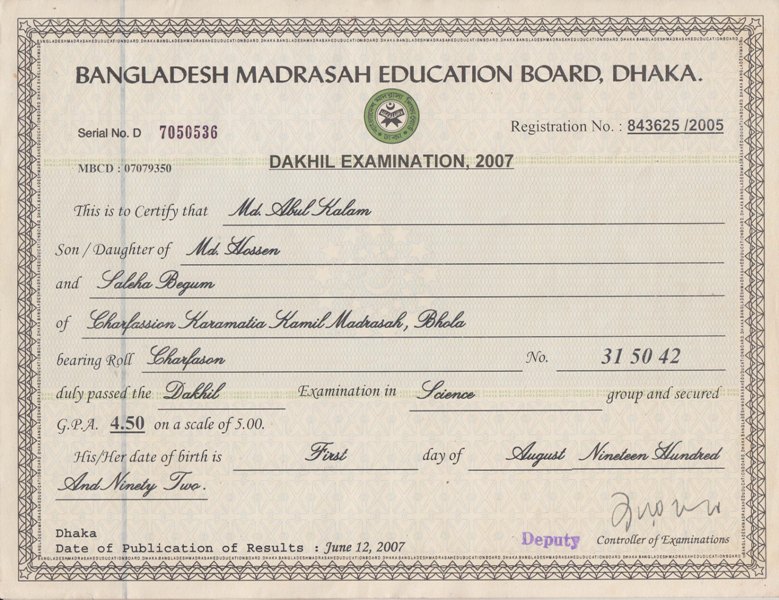 BANGLADESH MADRASAH EDUCATION BOARD, DHAKA.
Serial No. D 7050536
Registration No. : 843625 /2005
MBCD : 07079350
DAKHIL EXAMINATION, 2007
This is to Certify that Md. Abul Kalam
Son / Daughter of Md. Hossen
and Saleha Begum
of Charfassion Karamatia Kamil Madrasah, Bhola
bearing Roll Charfason No. 31 50 42
duly passed the Dakhil Examination in Science group and secured
G.P.A. 4.50 on a scale of 5.00.
His/Her date of birth is First day of August Nineteen Hundred
And Ninety Two.
Dhaka
Date of Publication of Results : June 12, 2007
Deputy Controller of Examinations